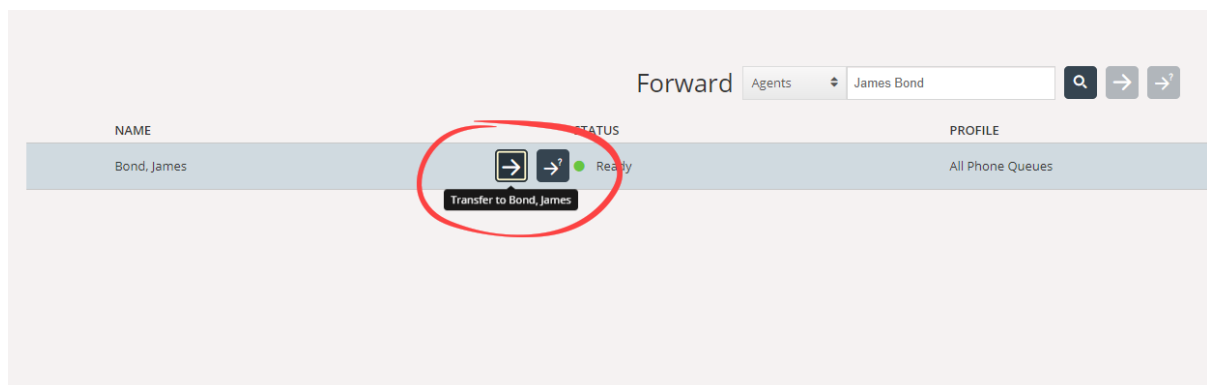 Forward Agents James Bond
NAME STATUS PROFILE
Bond, James Ready All Phone Queues
Transfer to Bond, James